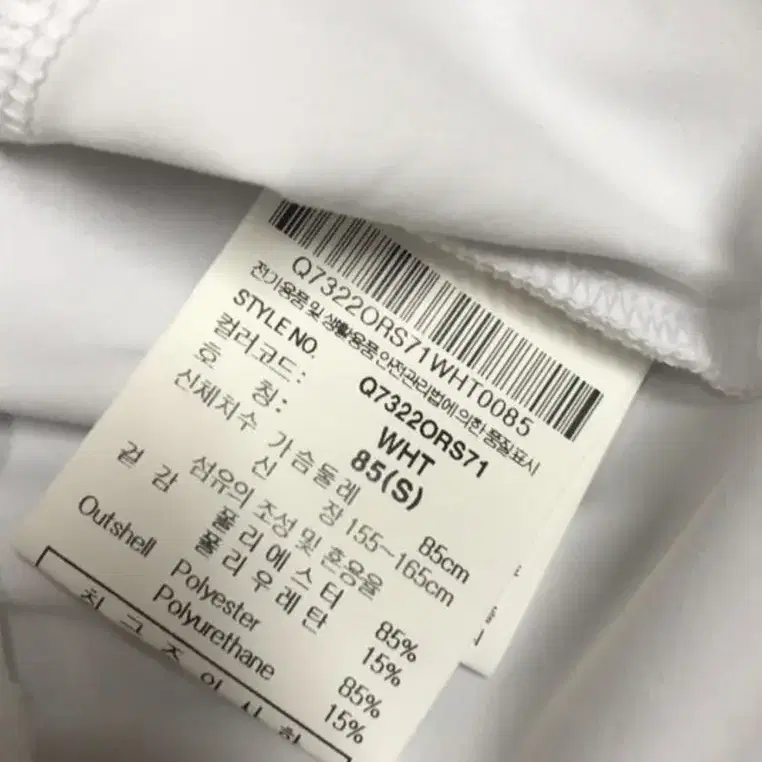 Q7322ORS71WHT0085
전기용품 및 생활용품 안전관리법에 의한 품질표시
STYLE NO. Q7322ORS71
컬러코드: WHT
호 칭: 85(S)
신체치수 가슴둘레 85cm
신 장 155~165cm
섬유의 조성 및 혼용율
겉 감 폴리에스터 85%
폴리우레탄 15%
Outshell Polyester 85%
Polyurethane 15%